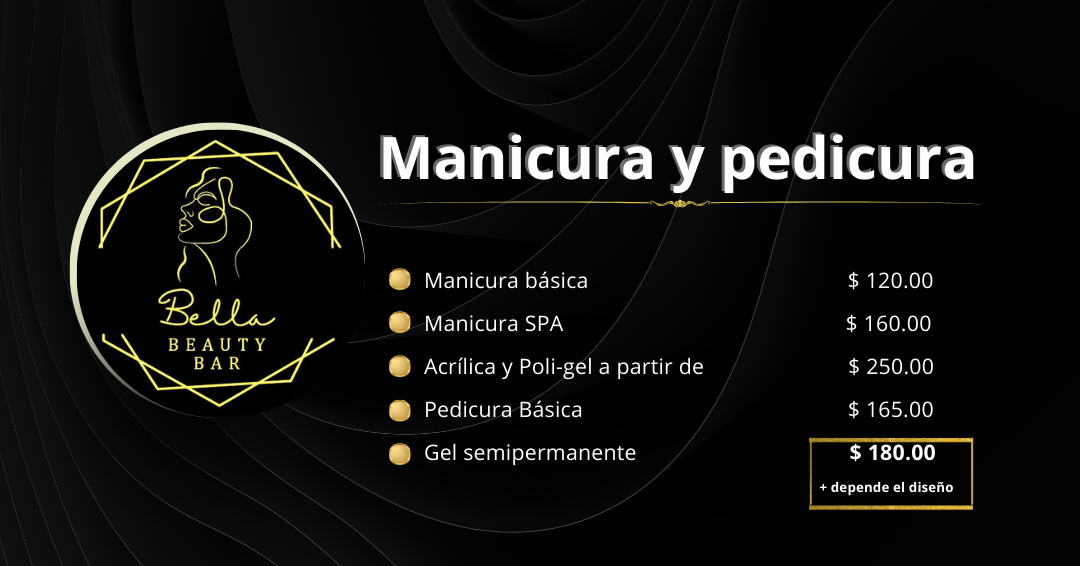 Manicura y pedicura
Bella
BEAUTY
BAR
Manicura básica $ 120.00
Manicura SPA $ 160.00
Acrílica y Poli-gel a partir de $ 250.00
Pedicura Básica $ 165.00
Gel semipermanente $ 180.00
+ depende el diseño